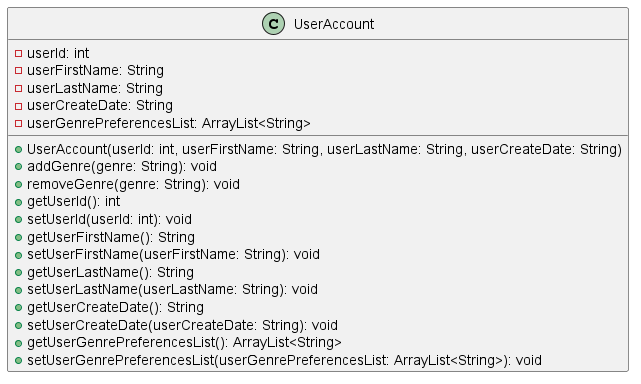 C UserAccount
userId: int
userFirstName: String
userLastName: String
userCreateDate: String
userGenrePreferencesList: ArrayList<String>
UserAccount(userId: int, userFirstName: String, userLastName: String, userCreateDate: String)
addGenre(genre: String): void
removeGenre(genre: String): void
getUserId(): int
setUserId(userId: int): void
getUserFirstName(): String
setUserFirstName(userFirstName: String): void
getUserLastName(): String
setUserLastName(userLastName: String): void
getUserCreateDate(): String
setUserCreateDate(userCreateDate: String): void
getUserGenrePreferencesList(): ArrayList<String>
setUserGenrePreferencesList(userGenrePreferencesList: ArrayList<String>): void